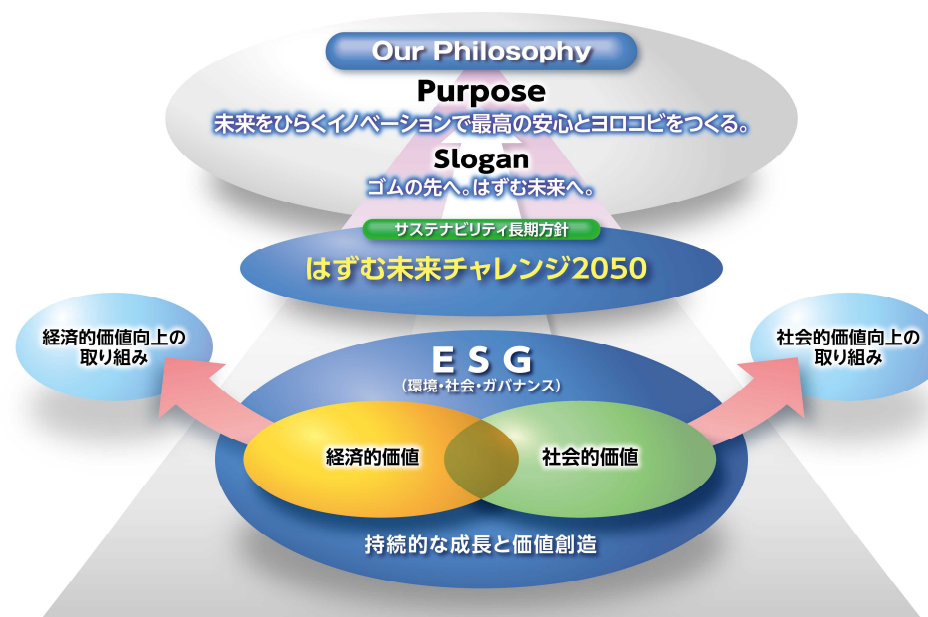 Our Philosophy
Purpose
未来をひらくイノベーションで最高の安心とヨロコビをつくる。
Slogan
ゴムの先へ。はずむ未来へ。
サステナビリティ長期方針
はずむ未来チャレンジ2050
経済的価値向上の
取り組み
社会的価値向上の
取り組み
ESG
（環境・社会・ガバナンス）
経済的価値
社会的価値
持続的な成長と価値創造